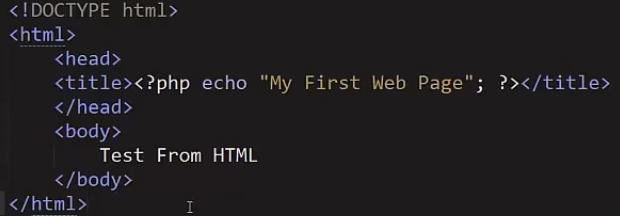 <!DOCTYPE html>
<html>
<head>
<title><?php echo "My First Web Page"; ?></title>
</head>
<body>
Test From HTML
</body>
</html>